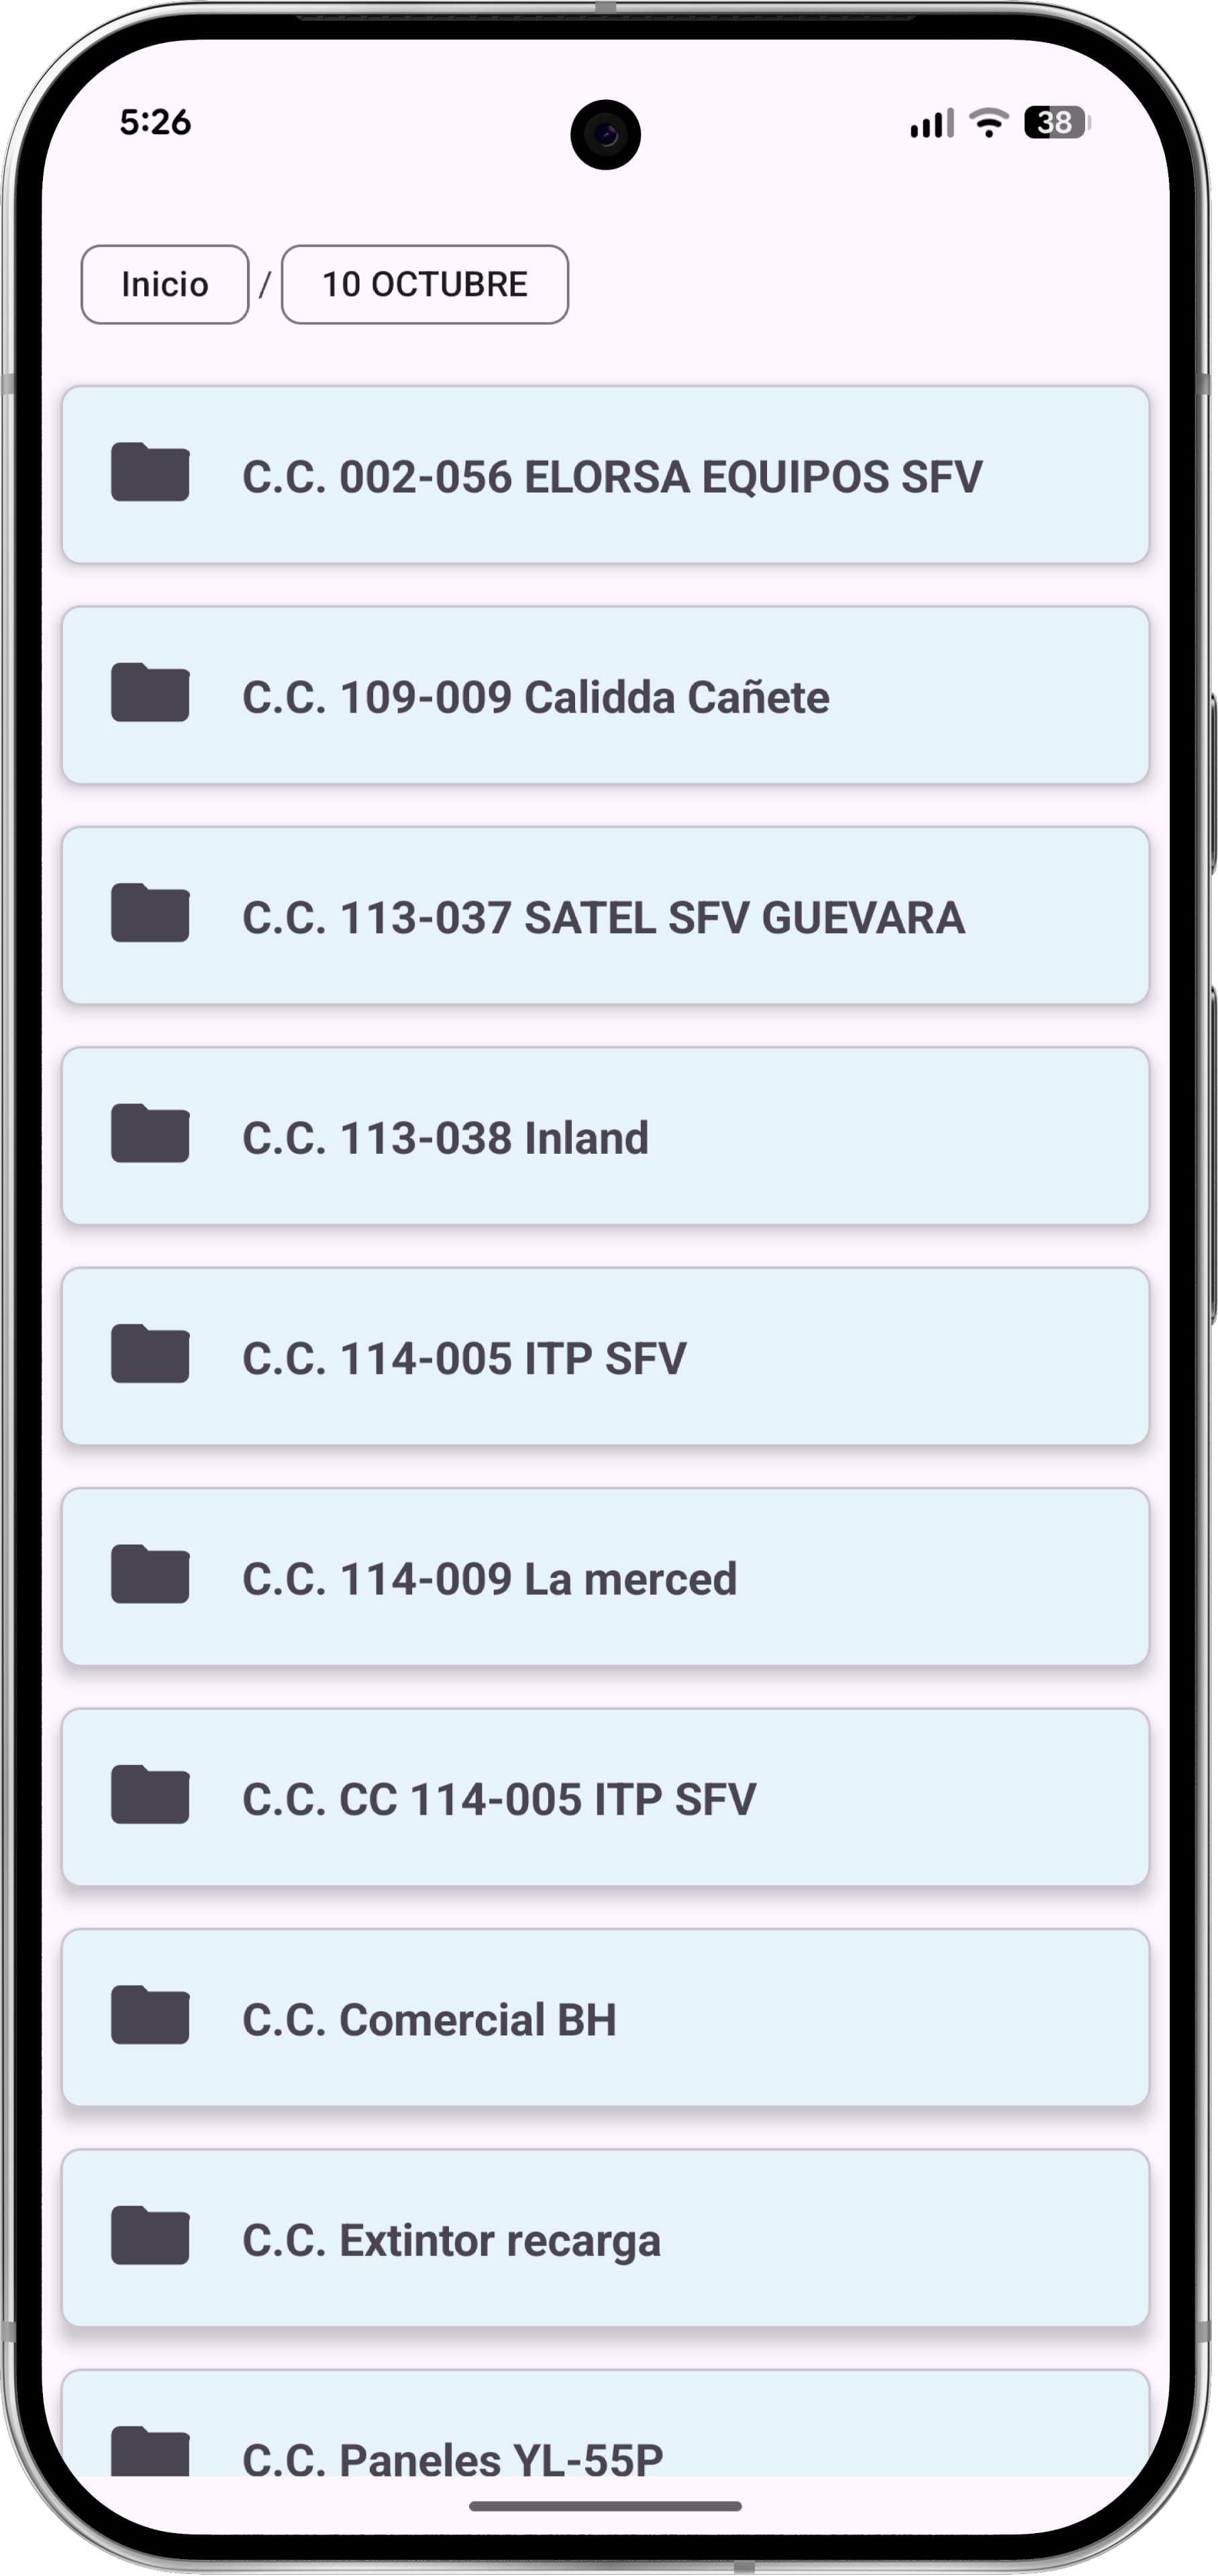 5:26
38
Inicio / 10 OCTUBRE
C.C. 002-056 ELORSA EQUIPOS SFV
C.C. 109-009 Calidda Cañete
C.C. 113-037 SATEL SFV GUEVARA
C.C. 113-038 Inland
C.C. 114-005 ITP SFV
C.C. 114-009 La merced
C.C. CC 114-005 ITP SFV
C.C. Comercial BH
C.C. Extintor recarga
C.C. Paneles YL-55P